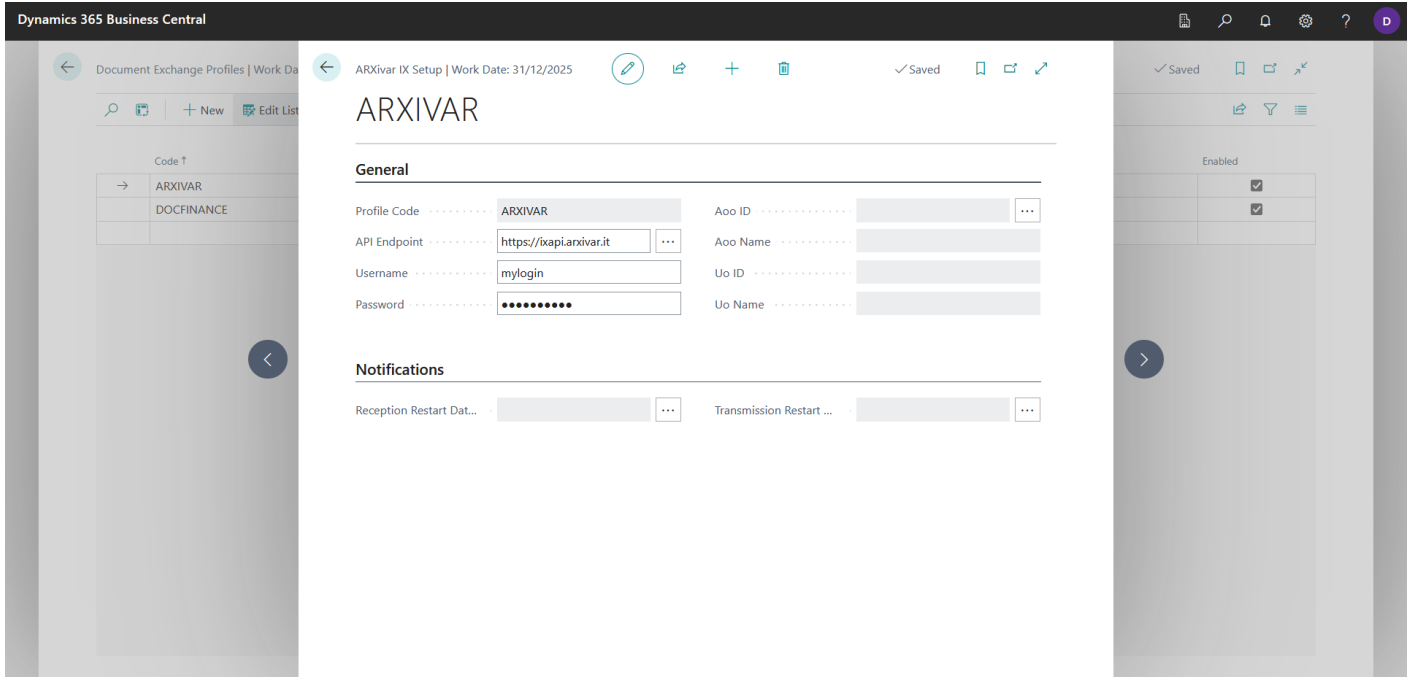 Dynamics 365 Business Central
?
D
Document Exchange Profiles | Work Da
Saved
New
Edit List
Code ↑
Enabled
ARXIVAR
DOCFINANCE
ARXivar IX Setup | Work Date: 31/12/2025
Saved
ARXIVAR
General
Profile Code ARXIVAR
Aoo ID
API Endpoint https://ixapi.arxivar.it
Aoo Name
Username mylogin
Uo ID
Password ●●●●●●●●●●
Uo Name
Notifications
Reception Restart Dat...
Transmission Restart ...